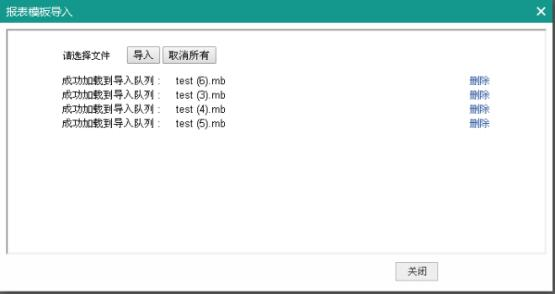 报表模板导入 ×
请选择文件 导入 取消所有
成功加载到导入队列： test (6).mb 删除
成功加载到导入队列： test (3).mb 删除
成功加载到导入队列： test (4).mb 删除
成功加载到导入队列： test (5).mb 删除
关闭